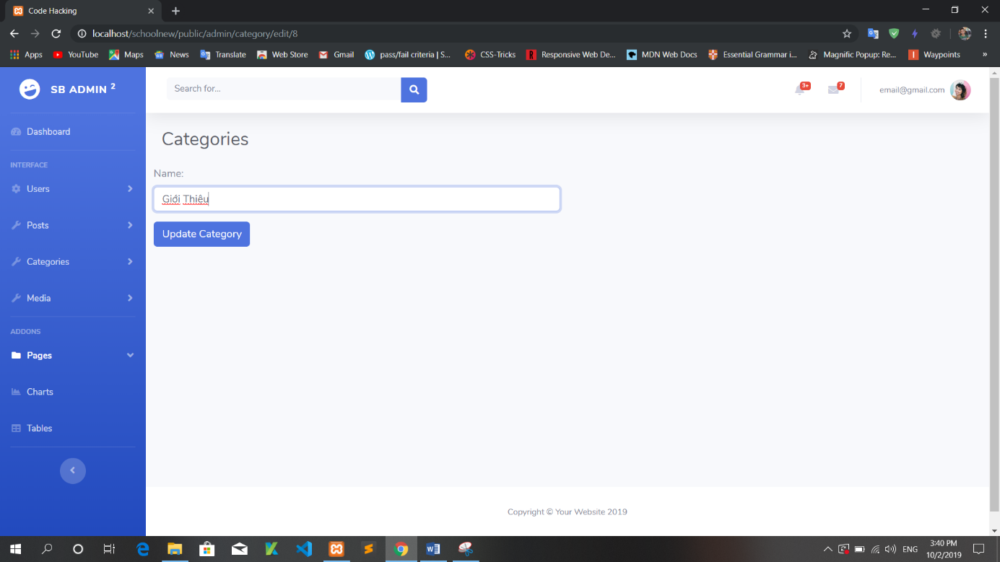 Code Hacking
localhost/schoolnew/public/admin/category/edit/8
Apps YouTube Maps News Translate Web Store Gmail pass/fail criteria | S... CSS-Tricks Responsive Web De... MDN Web Docs Essential Grammar i... Magnific Popup: Re... Waypoints »
SB ADMIN 2
Search for...
3+
7
email@gmail.com
Dashboard
INTERFACE
Users
Posts
Categories
Media
ADDONS
Pages
Charts
Tables
Categories
Name:
Giới Thiêu
Update Category
Copyright © Your Website 2019
ENG
3:40 PM
10/2/2019